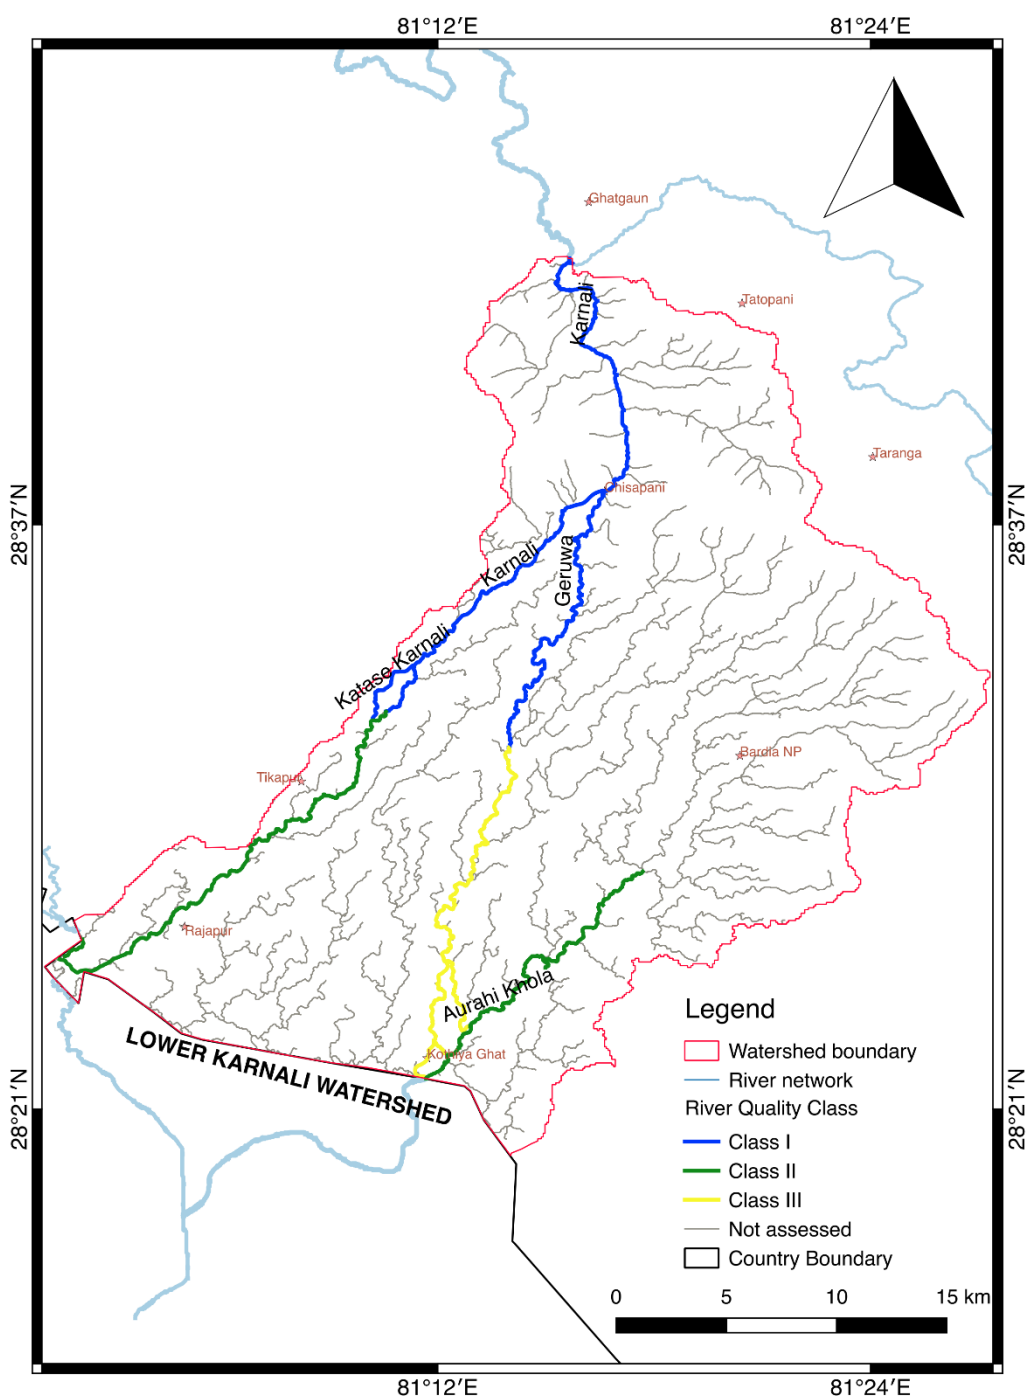 81°12′E
81°24′E
Ghatgaun
Karnali
Tatopani
Taranga
Chisapani
28°37′N
28°37′N
Karnali
Geruwa
Katase Karnali
Bardia NP
Tikapur
Rajapur
Aurahi Khola
Kothiya Ghat
LOWER KARNALI WATERSHED
28°21′N
28°21′N
Legend
Watershed boundary
River network
River Quality Class
Class I
Class II
Class III
Not assessed
Country Boundary
0 5 10 15 km
81°12′E
81°24′E